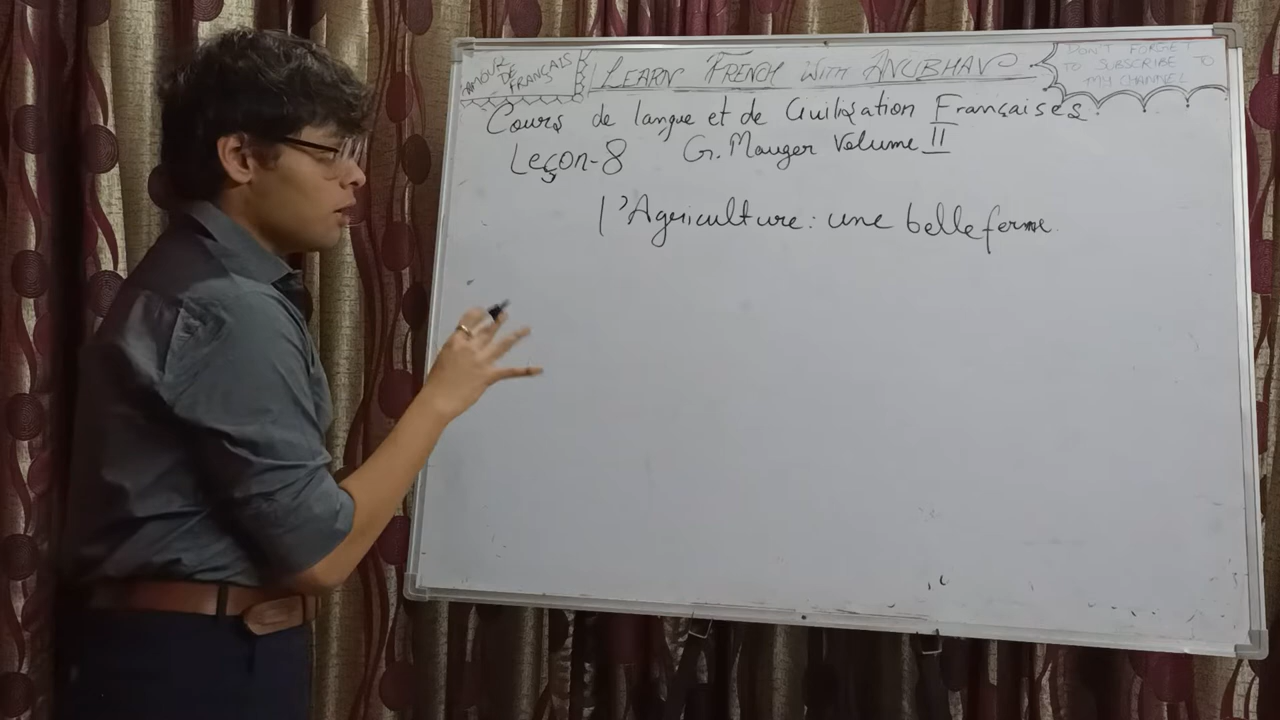 AMOUR DE FRANÇAIS
LEARN FRENCH WITH ANUBHAV
DON'T FORGET
TO SUBSCRIBE TO
MY CHANNEL
Cours de langue et de Civilisation Françaises
Leçon-8 G. Mauger Volume II
l'Agriculture: une belle ferme